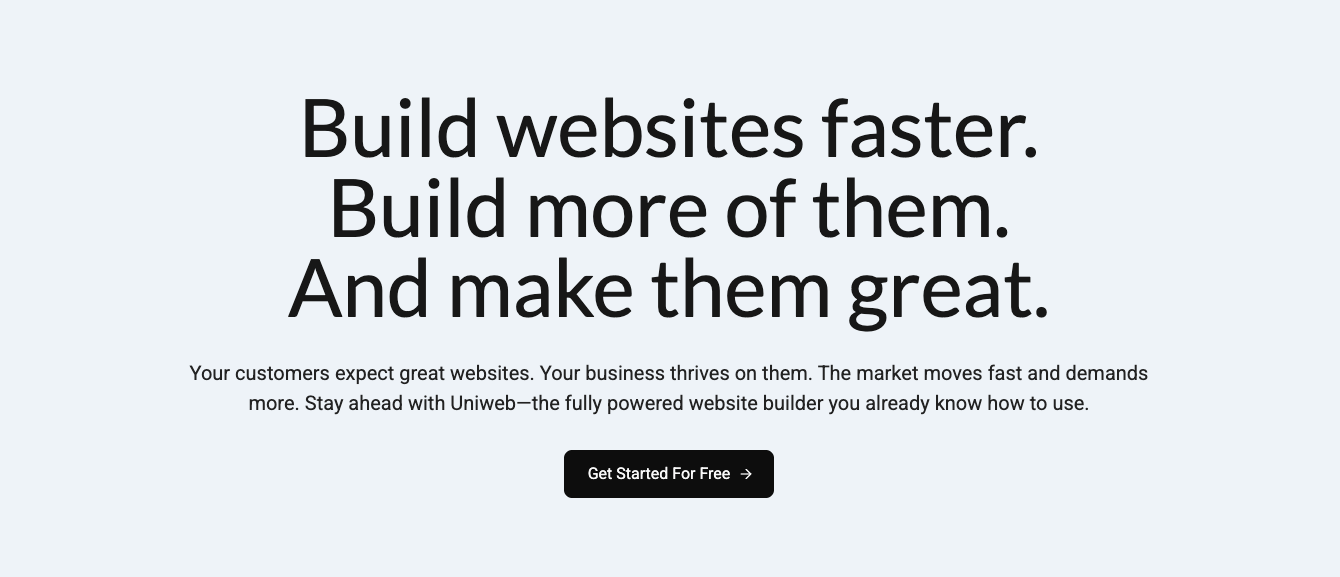 Build websites faster.
Build more of them.
And make them great.
Your customers expect great websites. Your business thrives on them. The market moves fast and demands
more. Stay ahead with Uniweb—the fully powered website builder you already know how to use.
Get Started For Free →